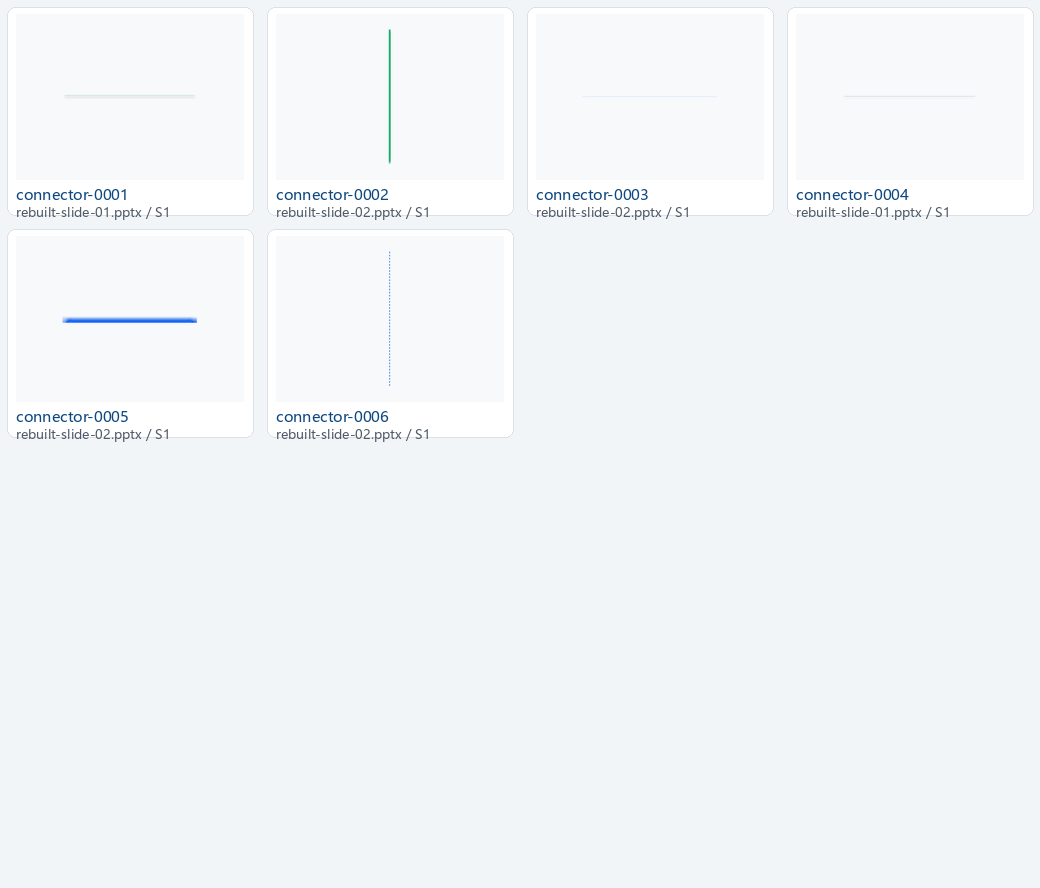 connector-0001
rebuilt-slide-01.pptx / S1
connector-0002
rebuilt-slide-02.pptx / S1
connector-0003
rebuilt-slide-02.pptx / S1
connector-0004
rebuilt-slide-01.pptx / S1
connector-0005
rebuilt-slide-02.pptx / S1
connector-0006
rebuilt-slide-02.pptx / S1